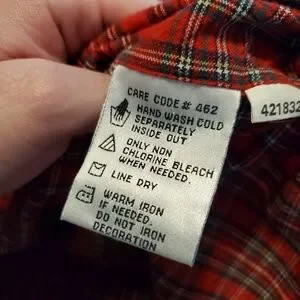 CARE CODE # 462
HAND WASH COLD
SEPARATELY
INSIDE OUT
ONLY NON
CHLORINE BLEACH
WHEN NEEDED.
LINE DRY
WARM IRON
IF NEEDED.
DO NOT IRON
DECORATION
421832